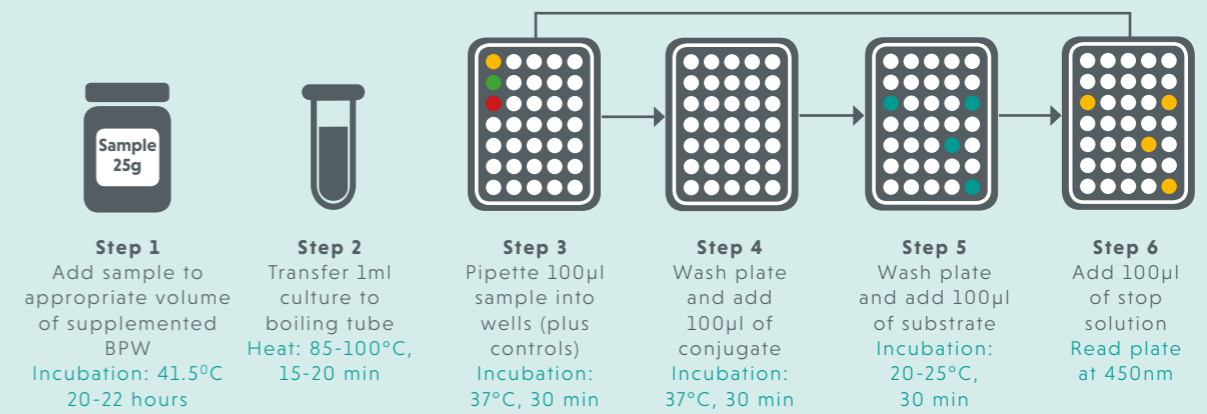 Sample
25g
Step 1
Add sample to
appropriate volume
of supplemented
BPW
Incubation: 41.5⁰C
20-22 hours
Step 2
Transfer 1ml
culture to
boiling tube
Heat: 85-100°C,
15-20 min
Step 3
Pipette 100µl
sample into
wells (plus
controls)
Incubation:
37°C, 30 min
Step 4
Wash plate
and add
100µl of
conjugate
Incubation:
37°C, 30 min
Step 5
Wash plate
and add 100µl
of substrate
Incubation:
20-25°C,
30 min
Step 6
Add 100µl
of stop
solution
Read plate
at 450nm